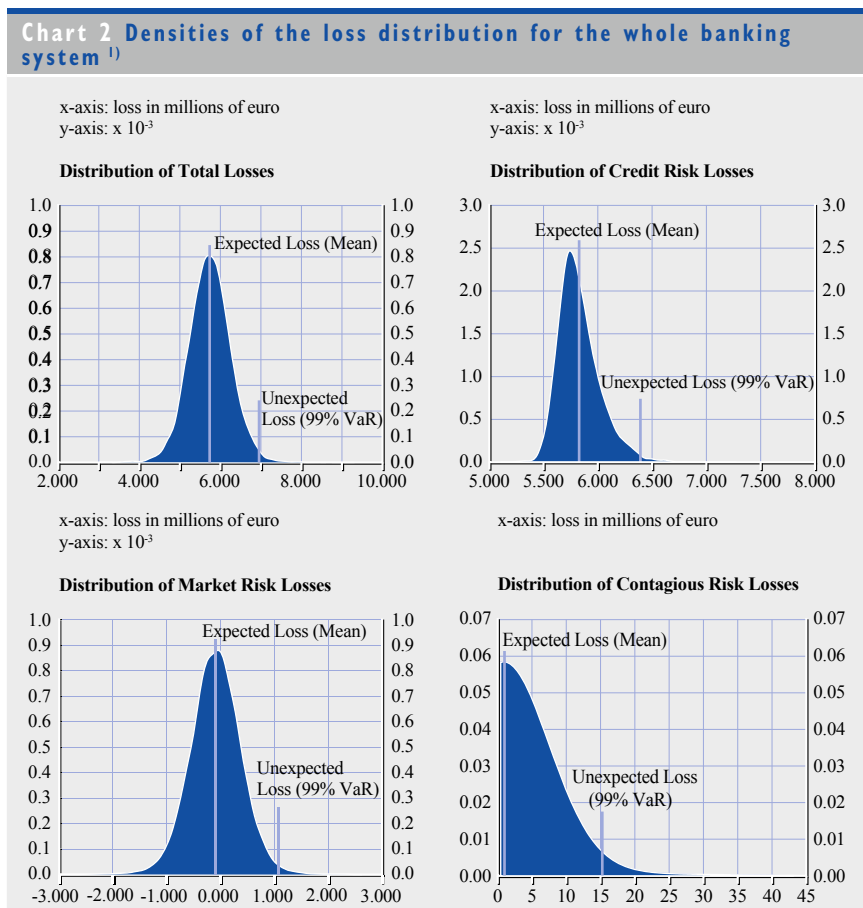 Chart 2 Densities of the loss distribution for the whole banking
system 1)
x-axis: loss in millions of euro
y-axis: x 10-3
Distribution of Total Losses
1.0 1.0
0.9 0.9
0.8 0.8
0.7 0.7
0.6 0.6
0.5 0.5
0.4 0.4
0.3 0.3
0.2 0.2
0.1 0.1
0.0 0.0
Expected Loss (Mean)
Unexpected
Loss (99% VaR)
2.000 4.000 6.000 8.000 10.000
x-axis: loss in millions of euro
y-axis: x 10-3
Distribution of Credit Risk Losses
3.0 3.0
2.5 2.5
2.0 2.0
1.5 1.5
1.0 1.0
0.5 0.5
0.0 0.0
Expected Loss (Mean)
Unexpected Loss (99% VaR)
5.000 5.500 6.000 6.500 7.000 7.500 8.000
x-axis: loss in millions of euro
y-axis: x 10-3
Distribution of Market Risk Losses
1.0 1.0
0.9 0.9
0.8 0.8
0.7 0.7
0.6 0.6
0.5 0.5
0.4 0.4
0.3 0.3
0.2 0.2
0.1 0.1
0.0 0.0
Expected Loss (Mean)
Unexpected
Loss (99% VaR)
-3.000 -2.000 -1.000 0.000 1.000 2.000 3.000
x-axis: loss in millions of euro
Distribution of Contagious Risk Losses
0.07 0.07
0.06 0.06
0.05 0.05
0.04 0.04
0.03 0.03
0.02 0.02
0.01 0.01
0.00 0.00
Expected Loss (Mean)
Unexpected Loss
(99% VaR)
0 5 10 15 20 25 30 35 40 45